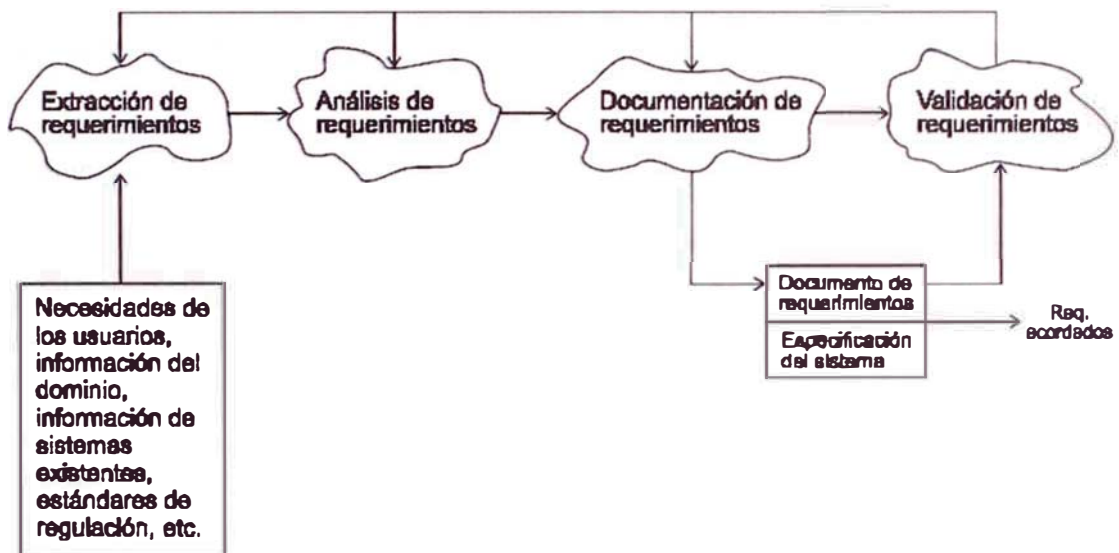 Extracción de
requerimientos
Análisis de
requerimientos
Documentación de
requerimientos
Validación de
requerimientos
Necesidades de
los usuarios,
información del
dominio,
información de
sistemas
existentes,
estándares de
regulación, etc.
Documento de
requerimientos
Especificación
del sistema
Req.
acordados